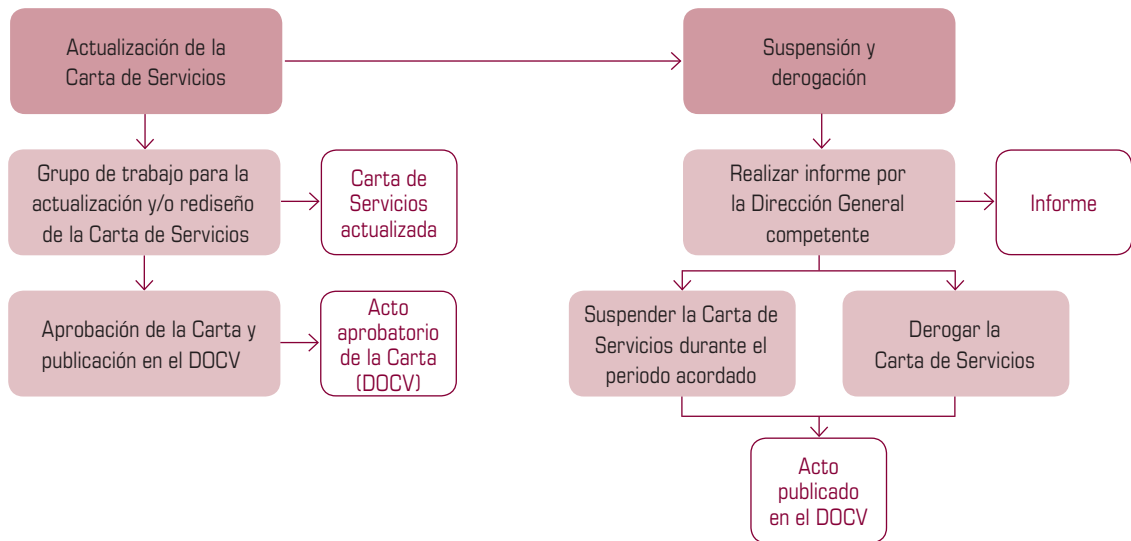 Actualización de la
Carta de Servicios
Suspensión y
derogación
Grupo de trabajo para la
actualización y/o rediseño
de la Carta de Servicios
Carta de
Servicios
actualizada
Realizar informe por
la Dirección General
competente
Informe
Aprobación de la Carta y
publicación en el DOCV
Acto
aprobatorio
de la Carta
(DOCV)
Suspender la Carta de
Servicios durante el
periodo acordado
Derogar la
Carta de Servicios
Acto
publicado
en el DOCV